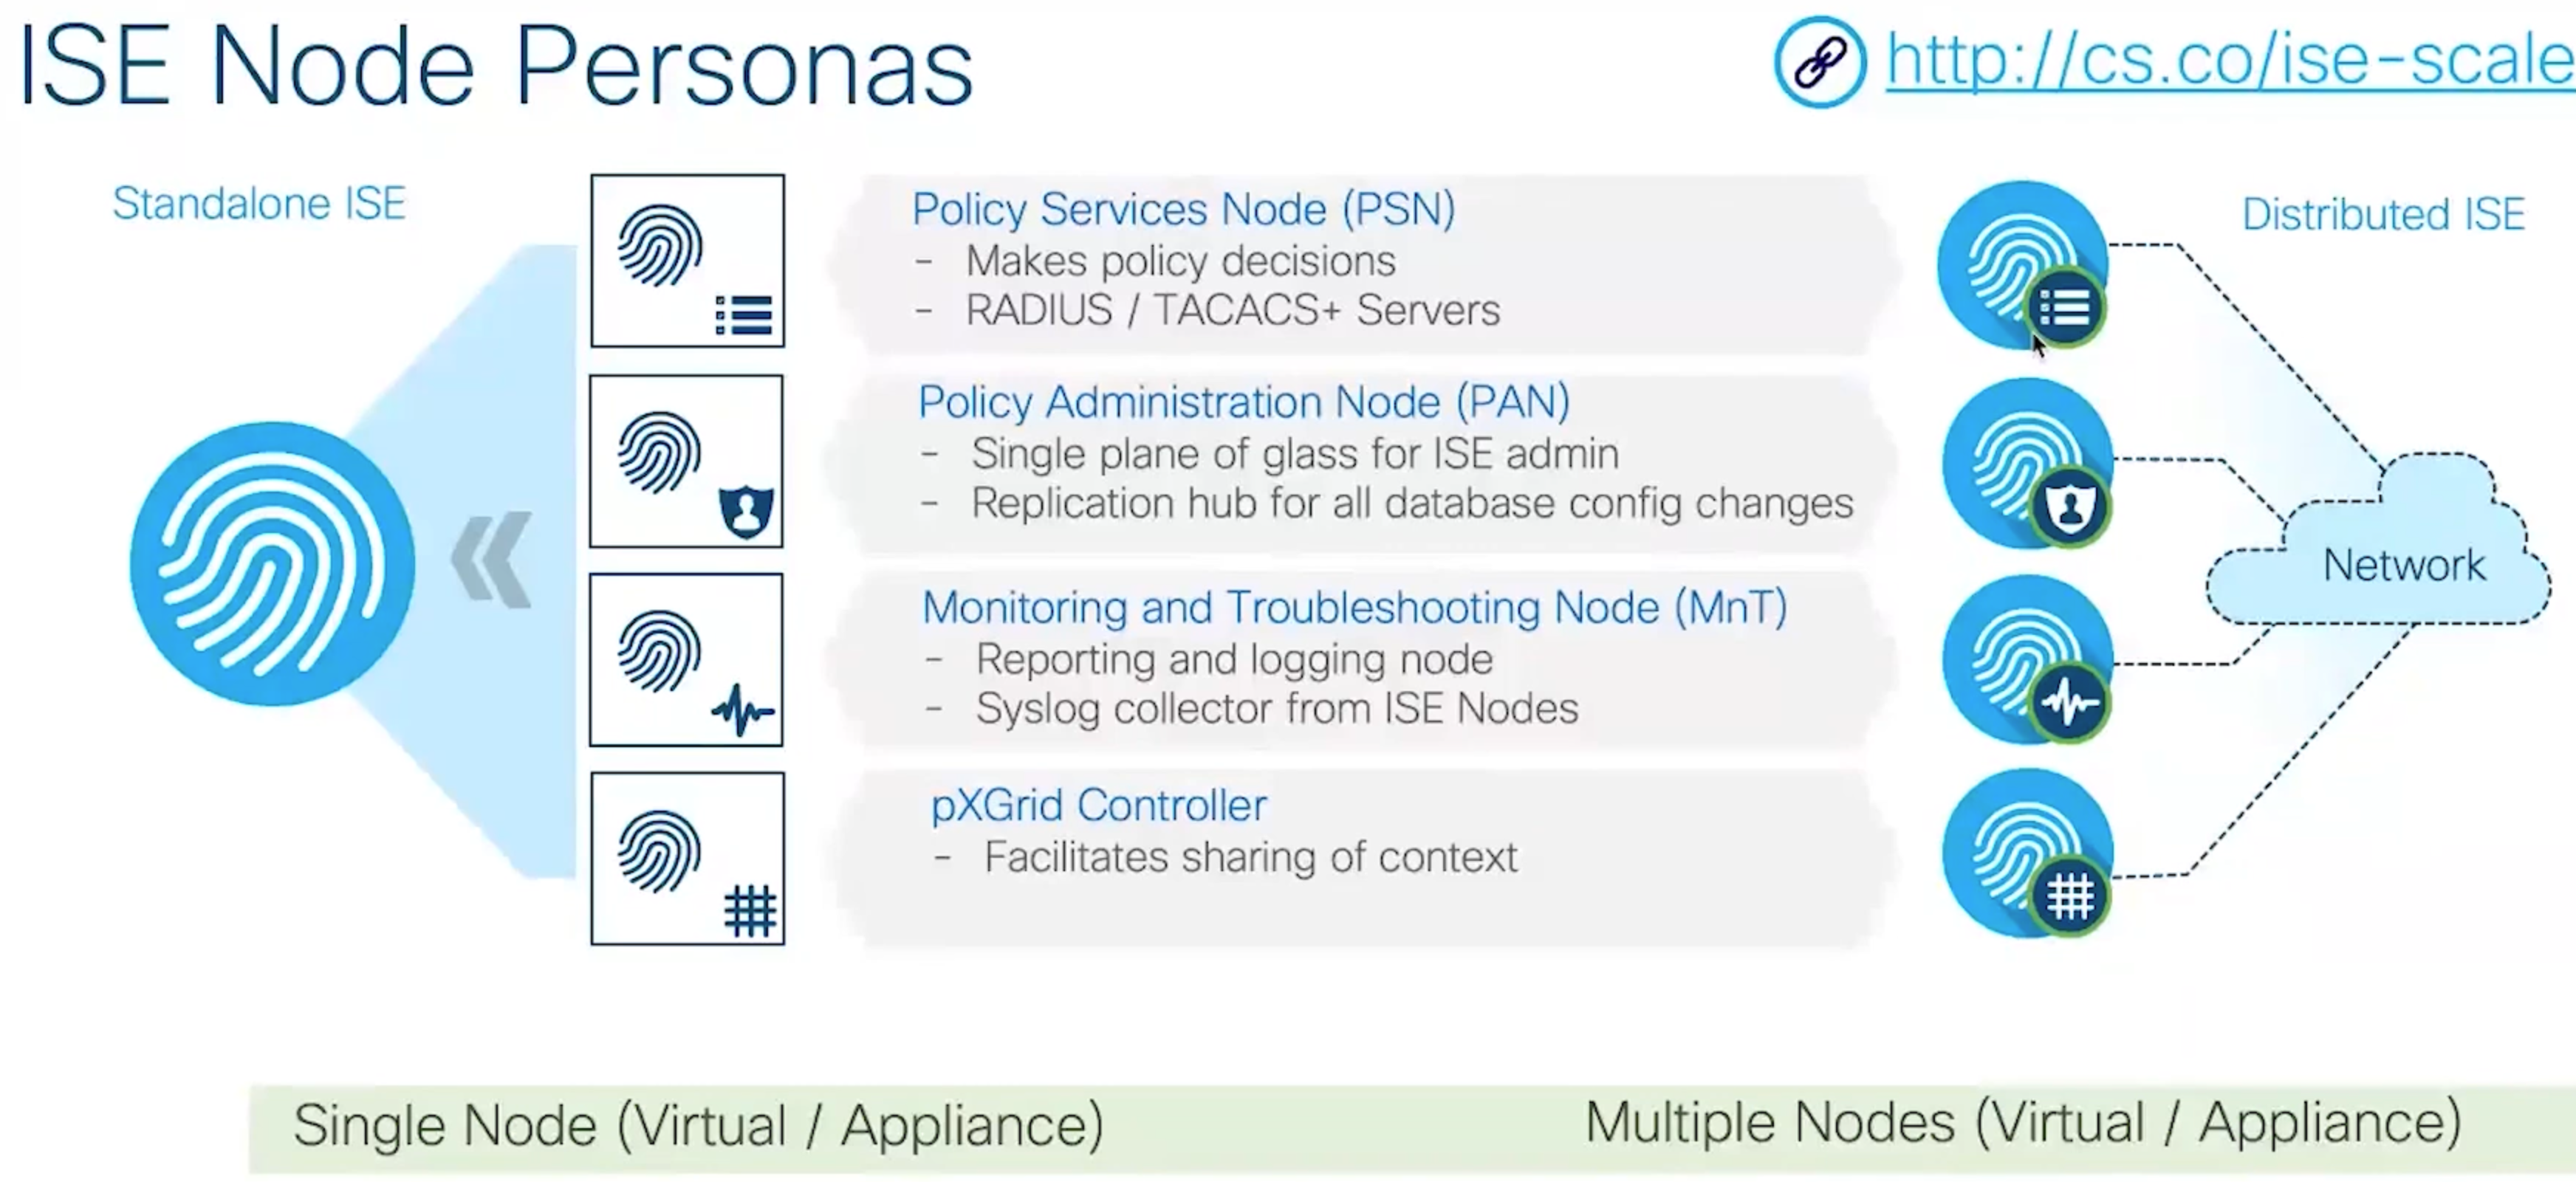 ISE Node Personas
http://cs.co/ise-scale
Standalone ISE
Policy Services Node (PSN)
- Makes policy decisions
- RADIUS / TACACS+ Servers
Policy Administration Node (PAN)
- Single plane of glass for ISE admin
- Replication hub for all database config changes
Monitoring and Troubleshooting Node (MnT)
- Reporting and logging node
- Syslog collector from ISE Nodes
pXGrid Controller
- Facilitates sharing of context
Distributed ISE
Network
Single Node (Virtual / Appliance)
Multiple Nodes (Virtual / Appliance)